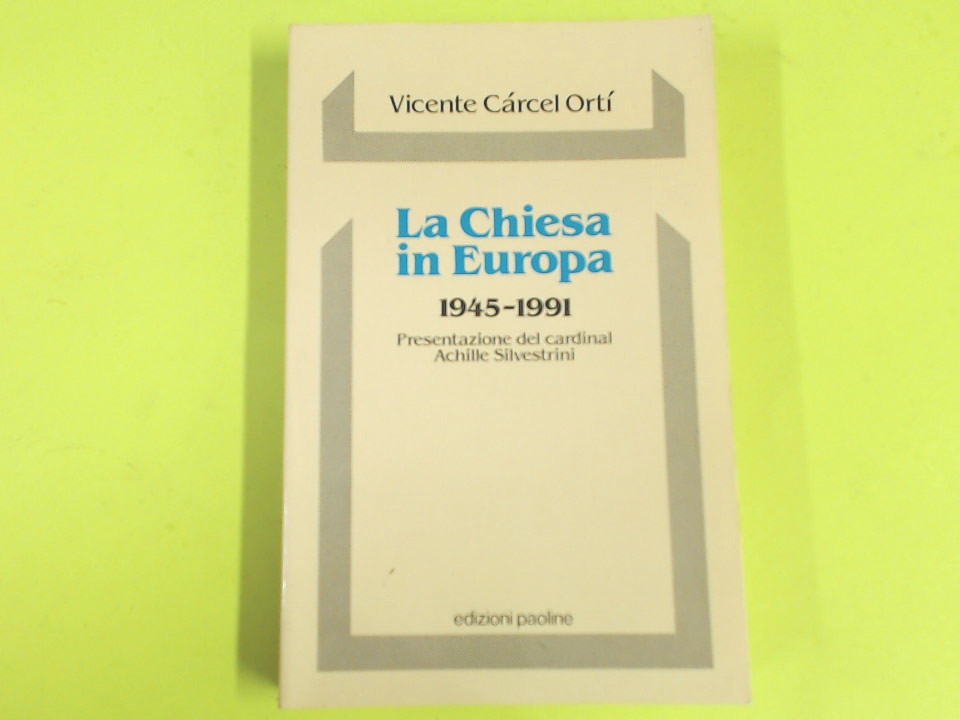 Vicente Cárcel Ortí
La Chiesa
in Europa
1945-1991
Presentazione del cardinal
Achille Silvestrini
edizioni paoline